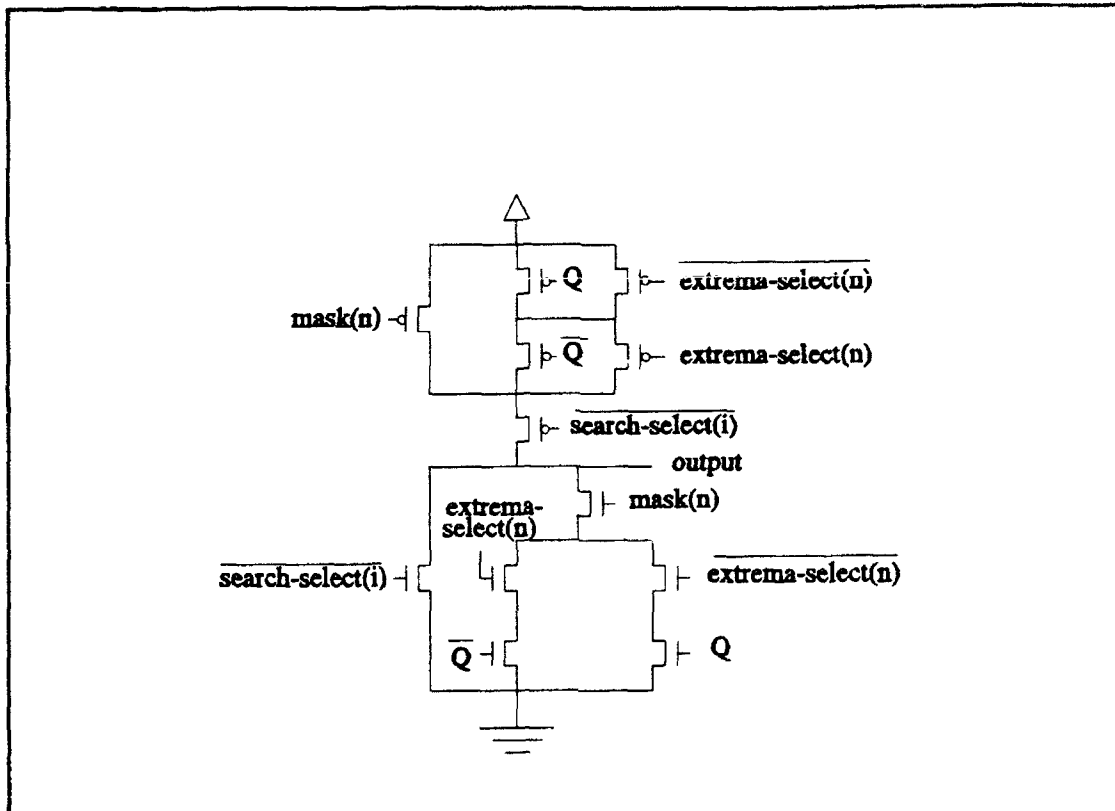 Q
extrema-select(n)
mask(n)
Q̅
extrema-select(n)
search-select(i)
output
mask(n)
extrema-
select(n)
search-select(i)
extrema-select(n)
Q̅
Q